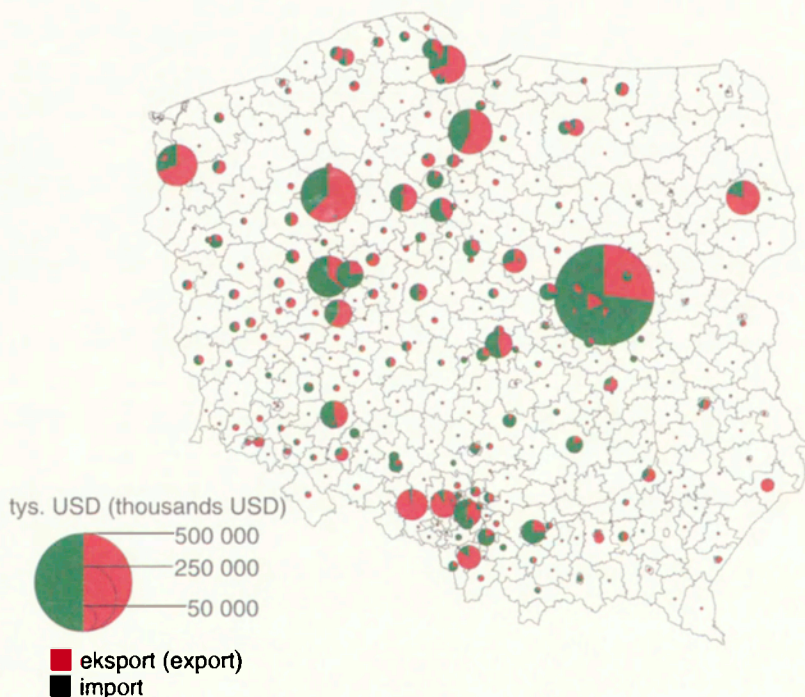 tys. USD (thousands USD)
500 000
250 000
50 000
eksport (export)
import